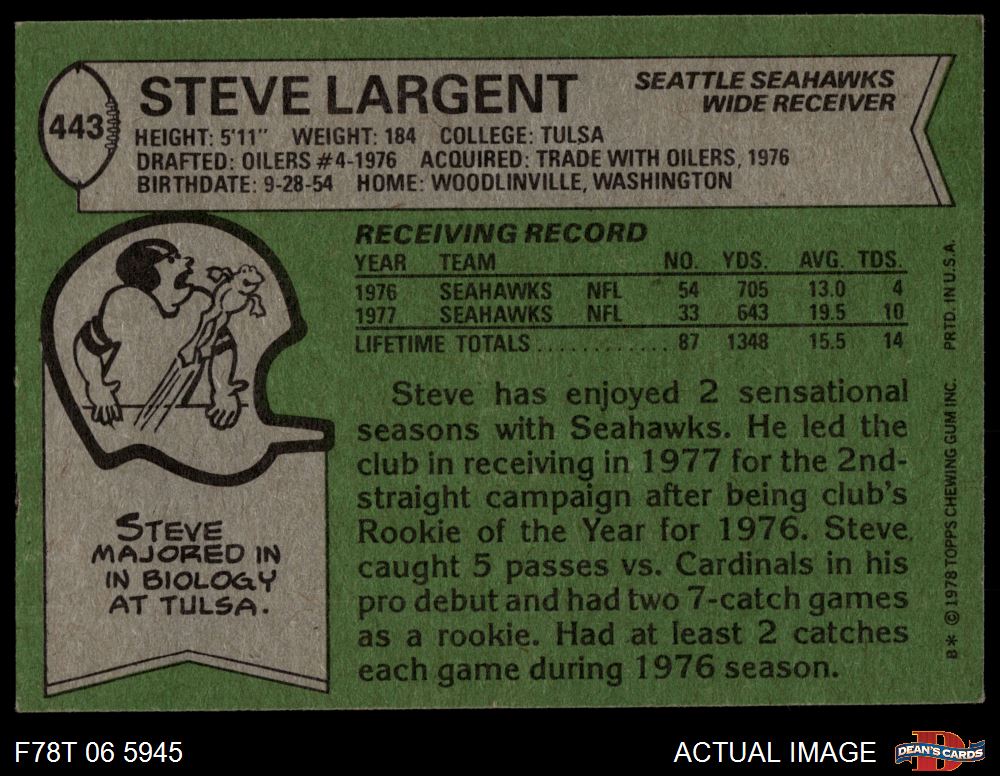 443
STEVE LARGENT
SEATTLE SEAHAWKS
WIDE RECEIVER
HEIGHT: 5'11" WEIGHT: 184 COLLEGE: TULSA
DRAFTED: OILERS #4-1976 ACQUIRED: TRADE WITH OILERS, 1976
BIRTHDATE: 9-28-54 HOME: WOODLINVILLE, WASHINGTON
RECEIVING RECORD
YEAR TEAM NO. YDS. AVG. TDS.
1976 SEAHAWKS NFL 54 705 13.0 4
1977 SEAHAWKS NFL 33 643 19.5 10
LIFETIME TOTALS............ 87 1348 15.5 14
Steve has enjoyed 2 sensational
seasons with Seahawks. He led the
club in receiving in 1977 for the 2nd-
straight campaign after being club's
Rookie of the Year for 1976. Steve
caught 5 passes vs. Cardinals in his
pro debut and had two 7-catch games
as a rookie. Had at least 2 catches
each game during 1976 season.
STEVE
MAJORED IN
IN BIOLOGY
AT TULSA.
B* © 1978 TOPPS CHEWING GUM INC. PRTD. IN U.S.A.
F78T 06 5945
ACTUAL IMAGE
D
DEAN'S CARDS